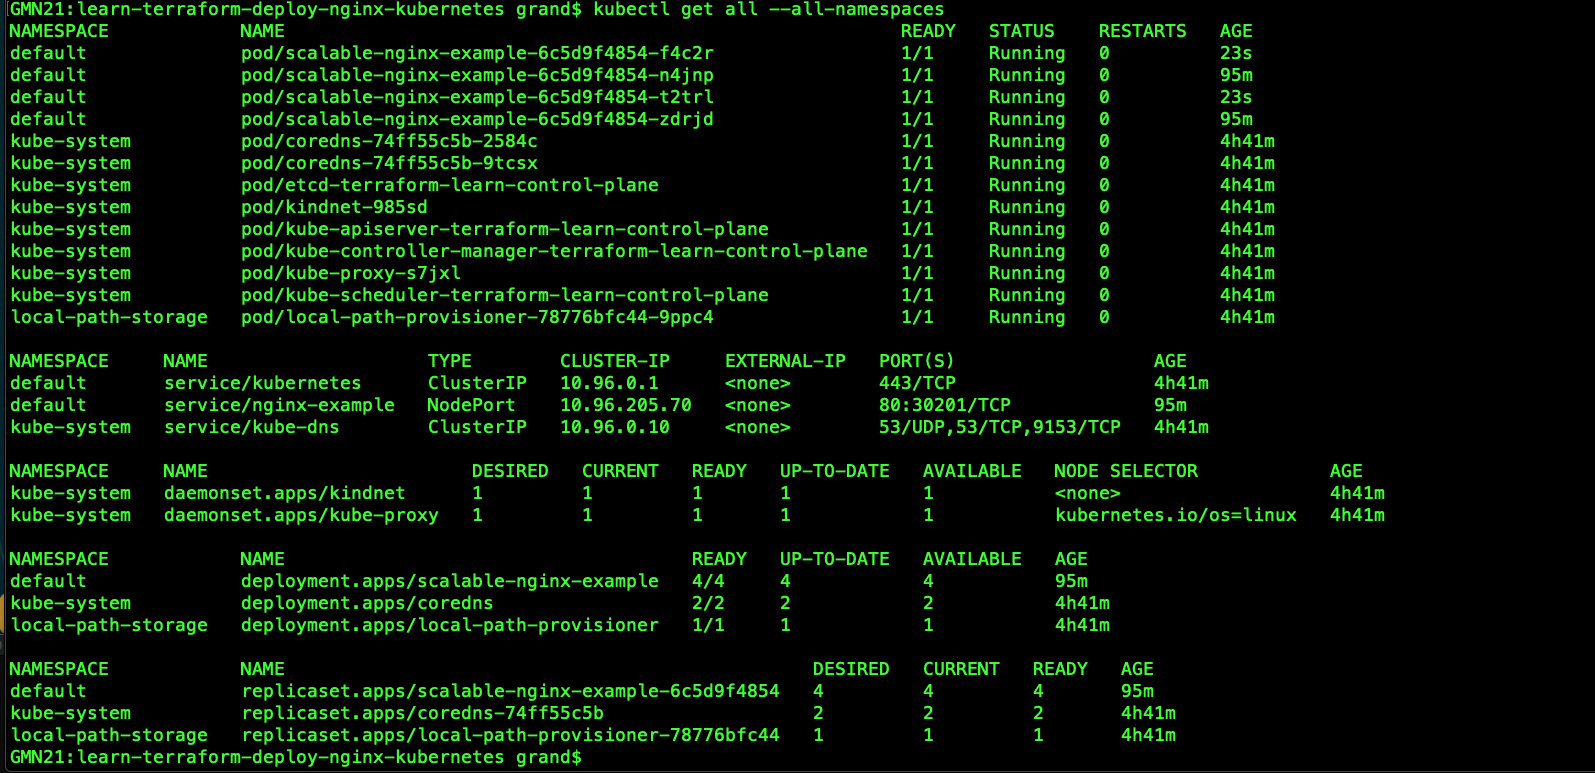 GMN21:learn-terraform-deploy-nginx-kubernetes grand$ kubectl get all --all-namespaces
NAMESPACE            NAME                                                        READY   STATUS    RESTARTS   AGE
default              pod/scalable-nginx-example-6c5d9f4854-f4c2r                 1/1     Running   0          23s
default              pod/scalable-nginx-example-6c5d9f4854-n4jnp                 1/1     Running   0          95m
default              pod/scalable-nginx-example-6c5d9f4854-t2trl                 1/1     Running   0          23s
default              pod/scalable-nginx-example-6c5d9f4854-zdrjd                 1/1     Running   0          95m
kube-system          pod/coredns-74ff55c5b-2584c                                 1/1     Running   0          4h41m
kube-system          pod/coredns-74ff55c5b-9tcsx                                 1/1     Running   0          4h41m
kube-system          pod/etcd-terraform-learn-control-plane                      1/1     Running   0          4h41m
kube-system          pod/kindnet-985sd                                           1/1     Running   0          4h41m
kube-system          pod/kube-apiserver-terraform-learn-control-plane            1/1     Running   0          4h41m
kube-system          pod/kube-controller-manager-terraform-learn-control-plane   1/1     Running   0          4h41m
kube-system          pod/kube-proxy-s7jxl                                        1/1     Running   0          4h41m
kube-system          pod/kube-scheduler-terraform-learn-control-plane            1/1     Running   0          4h41m
local-path-storage   pod/local-path-provisioner-78776bfc44-9ppc4                 1/1     Running   0          4h41m
NAMESPACE     NAME                    TYPE        CLUSTER-IP     EXTERNAL-IP   PORT(S)                  AGE
default       service/kubernetes      ClusterIP   10.96.0.1      <none>        443/TCP                  4h41m
default       service/nginx-example   NodePort    10.96.205.70   <none>        80:30201/TCP             95m
kube-system   service/kube-dns        ClusterIP   10.96.0.10     <none>        53/UDP,53/TCP,9153/TCP   4h41m
NAMESPACE     NAME                        DESIRED   CURRENT   READY   UP-TO-DATE   AVAILABLE   NODE SELECTOR            AGE
kube-system   daemonset.apps/kindnet      1         1         1       1            1           <none>                   4h41m
kube-system   daemonset.apps/kube-proxy   1         1         1       1            1           kubernetes.io/os=linux   4h41m
NAMESPACE            NAME                                     READY   UP-TO-DATE   AVAILABLE   AGE
default              deployment.apps/scalable-nginx-example   4/4     4            4           95m
kube-system          deployment.apps/coredns                  2/2     2            2           4h41m
local-path-storage   deployment.apps/local-path-provisioner   1/1     1            1           4h41m
NAMESPACE            NAME                                                DESIRED   CURRENT   READY   AGE
default              replicaset.apps/scalable-nginx-example-6c5d9f4854   4         4         4       95m
kube-system          replicaset.apps/coredns-74ff55c5b                   2         2         2       4h41m
local-path-storage   replicaset.apps/local-path-provisioner-78776bfc44   1         1         1       4h41m
GMN21:learn-terraform-deploy-nginx-kubernetes grand$